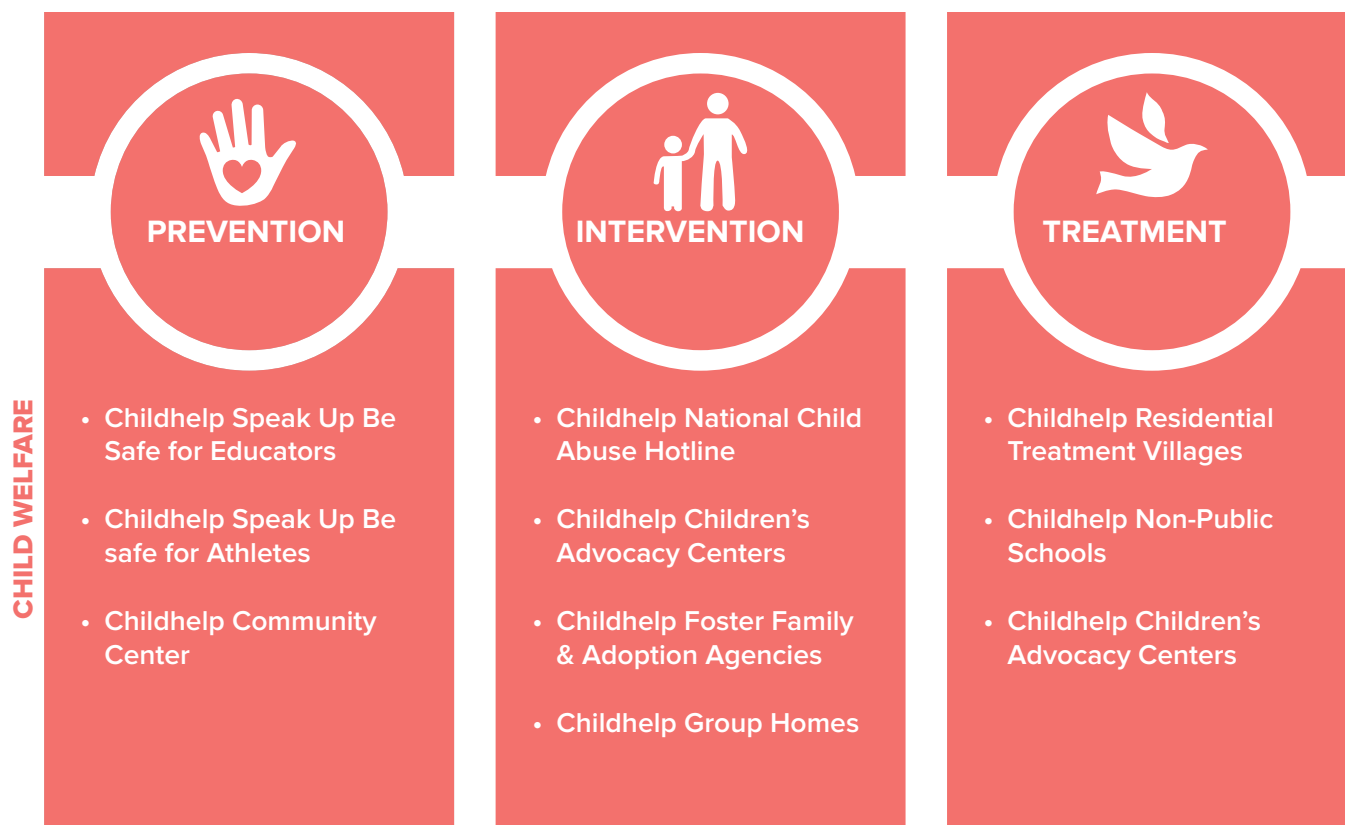 CHILD WELFARE
PREVENTION
• Childhelp Speak Up Be
Safe for Educators
• Childhelp Speak Up Be
safe for Athletes
• Childhelp Community
Center
INTERVENTION
• Childhelp National Child
Abuse Hotline
• Childhelp Children’s
Advocacy Centers
• Childhelp Foster Family
& Adoption Agencies
• Childhelp Group Homes
TREATMENT
• Childhelp Residential
Treatment Villages
• Childhelp Non-Public
Schools
• Childhelp Children’s
Advocacy Centers